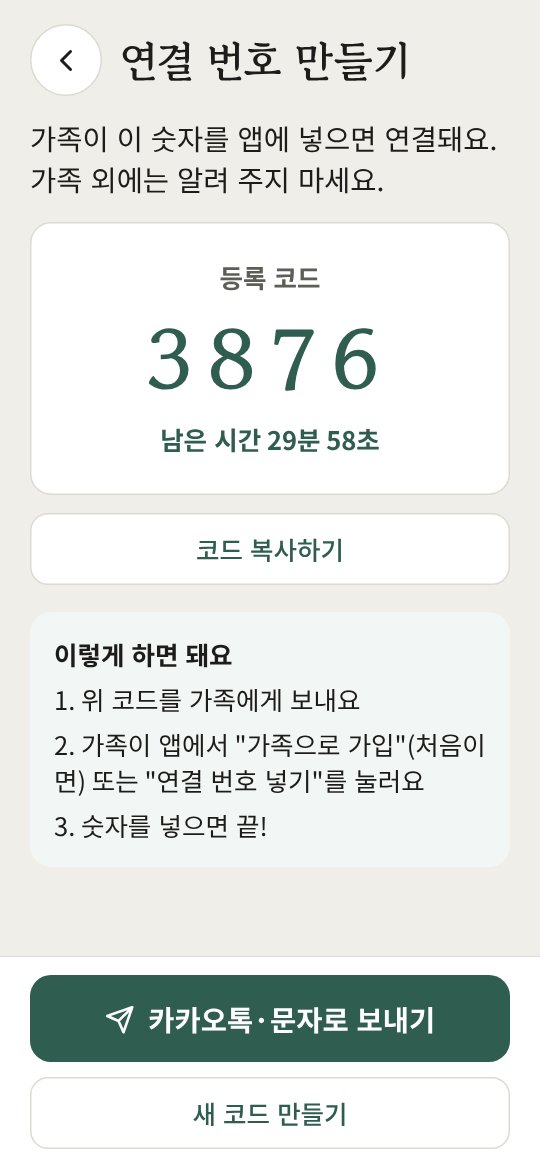 연결 번호 만들기
가족이 이 숫자를 앱에 넣으면 연결돼요.
가족 외에는 알려 주지 마세요.
등록 코드
3876
남은 시간 29분 58초
코드 복사하기
이렇게 하면 돼요
1. 위 코드를 가족에게 보내요
2. 가족이 앱에서 "가족으로 가입"(처음이
면) 또는 "연결 번호 넣기"를 눌러요
3. 숫자를 넣으면 끝!
카카오톡·문자로 보내기
새 코드 만들기